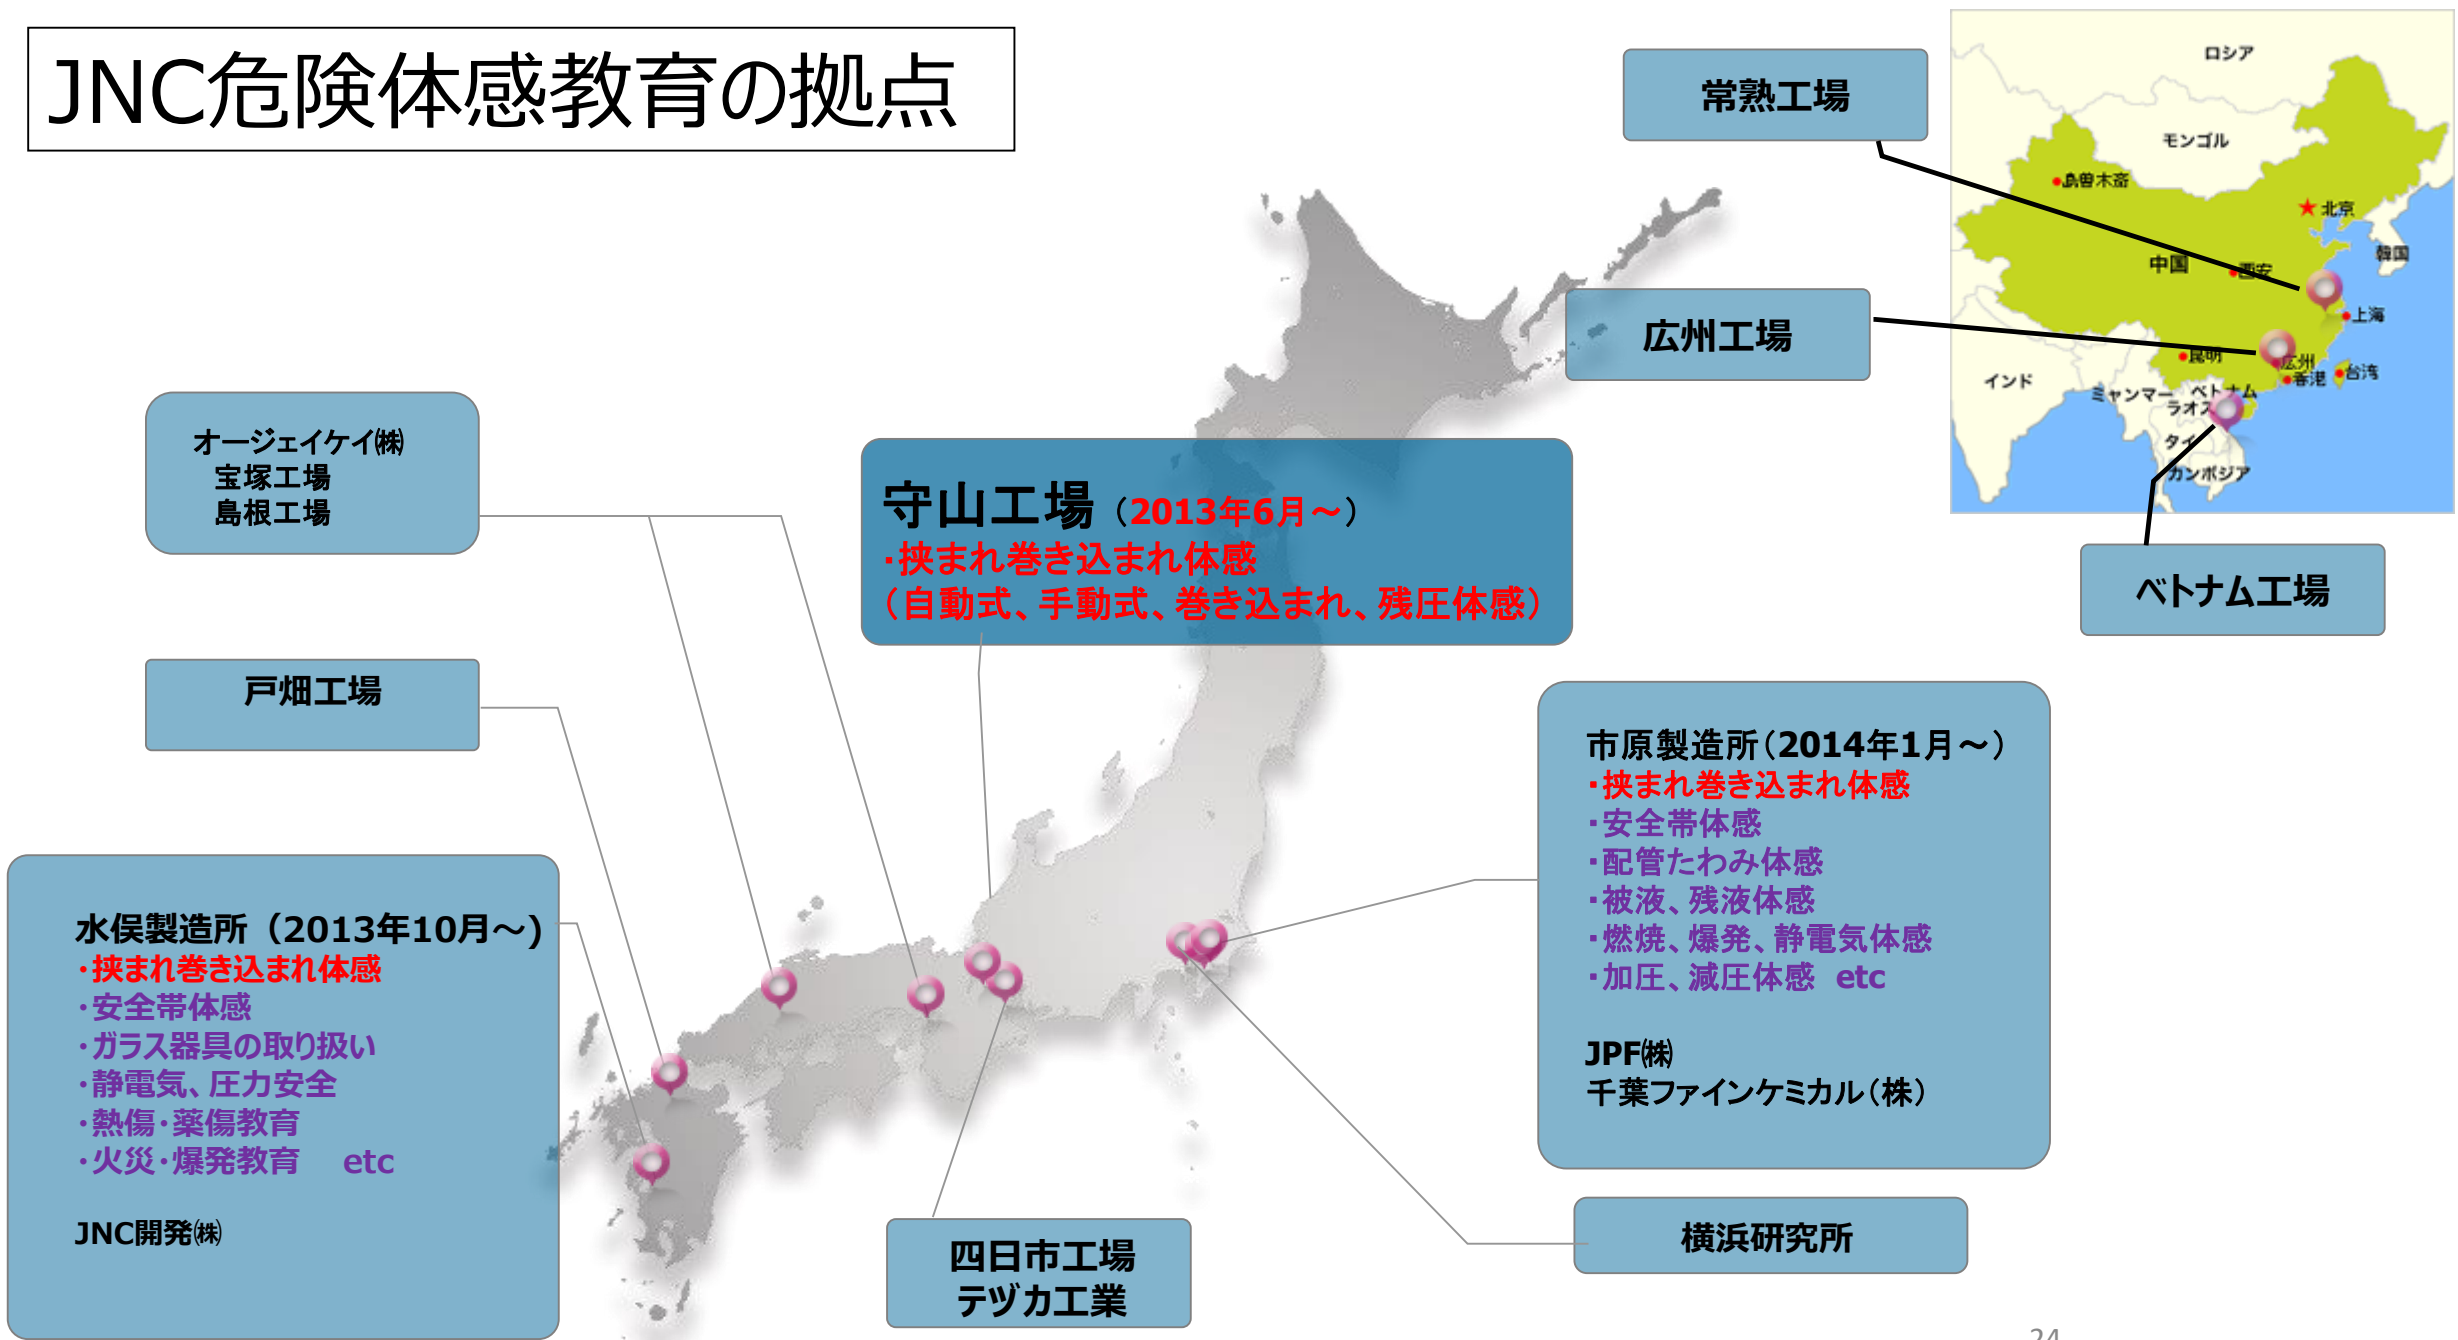 JNC危険体感教育の拠点
常熟工場
広州工場
ベトナム工場
ロシア
モンゴル
烏魯木斎
北京
韓国
中国
西安
上海
昆明
広州
香港
台湾
インド
ミャンマー
ベトナム
ラオス
タイ
カンボジア
オージェイケイ㈱
宝塚工場
島根工場
守山工場（2013年6月～）
・挟まれ巻き込まれ体感
（自動式、手動式、巻き込まれ、残圧体感）
戸畑工場
市原製造所（2014年1月～）
・挟まれ巻き込まれ体感
・安全帯体感
・配管たわみ体感
・被液、残液体感
・燃焼、爆発、静電気体感
・加圧、減圧体感 etc
JPF㈱
千葉ファインケミカル（株）
水俣製造所（2013年10月～)
・挟まれ巻き込まれ体感
・安全帯体感
・ガラス器具の取り扱い
・静電気、圧力安全
・熱傷・薬傷教育
・火災・爆発教育 etc
JNC開発㈱
四日市工場
テヅカ工業
横浜研究所
24